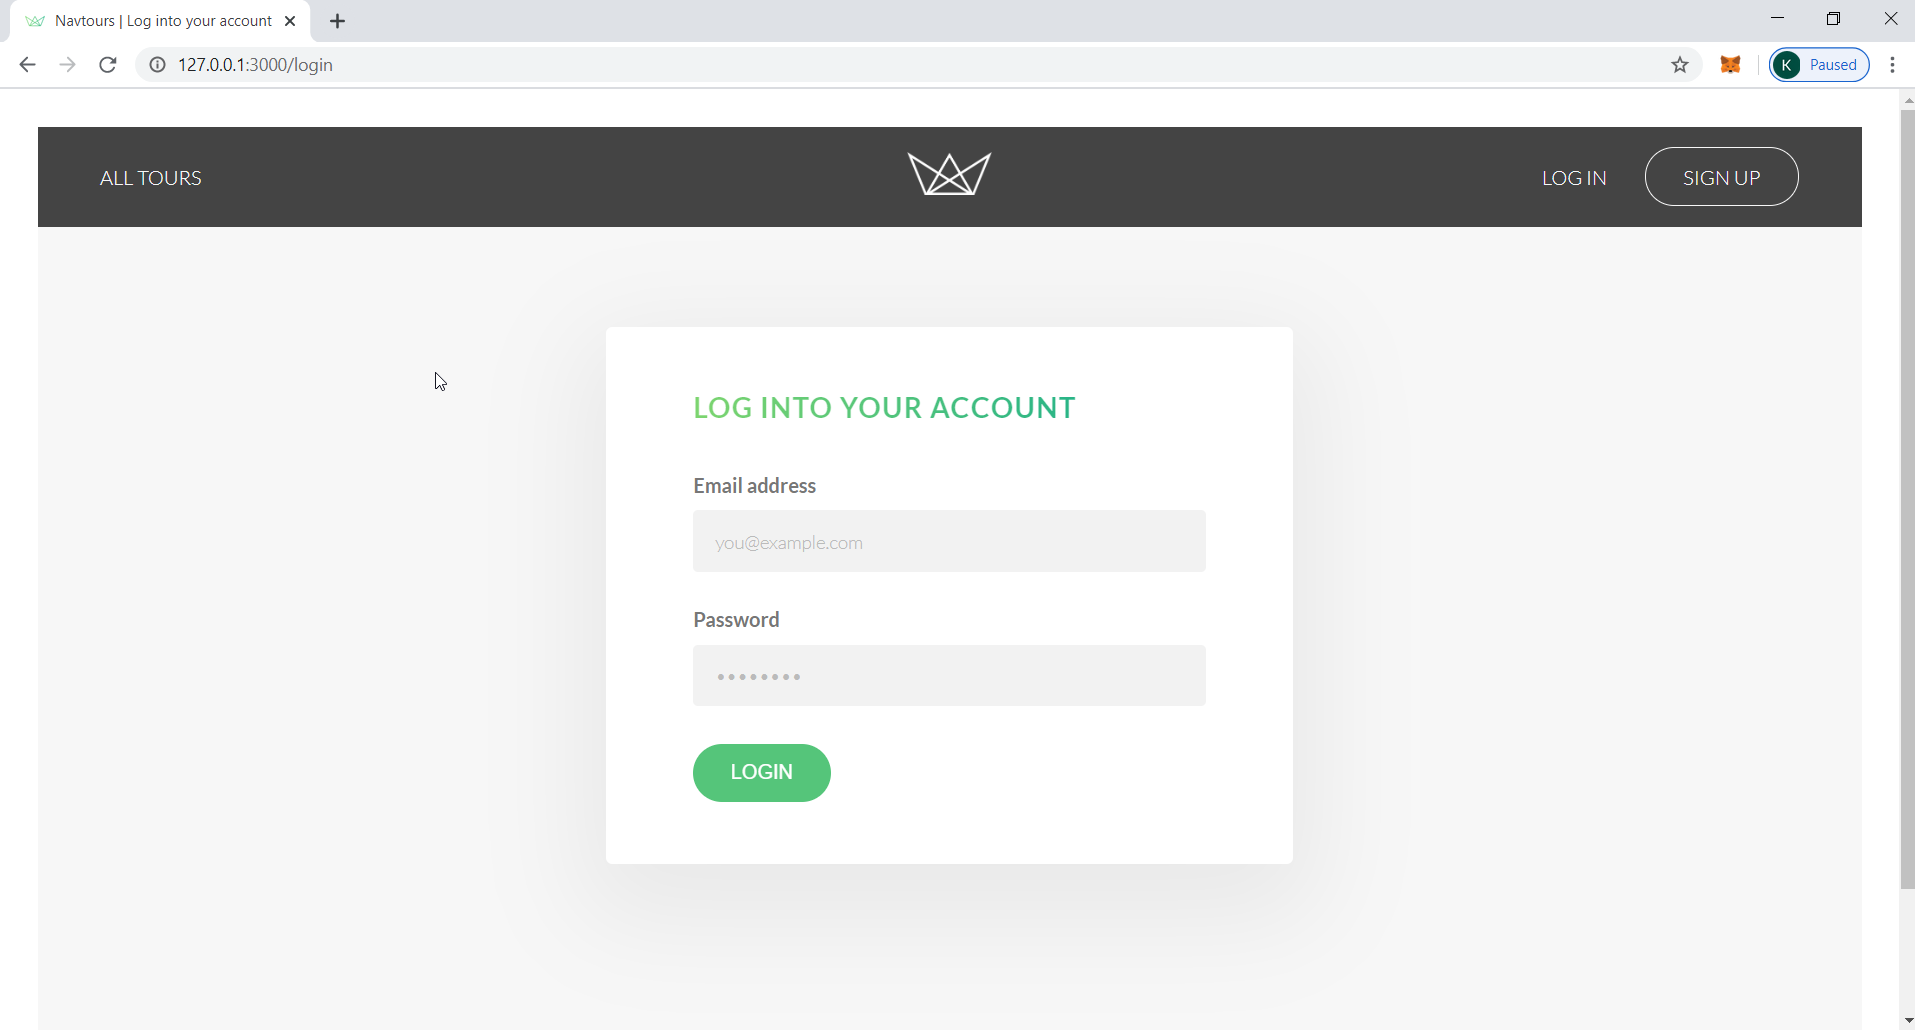 Navtours | Log into your account
127.0.0.1:3000/login
K Paused
ALL TOURS
LOG IN
SIGN UP
LOG INTO YOUR ACCOUNT
Email address
you@example.com
Password
••••••••
LOGIN